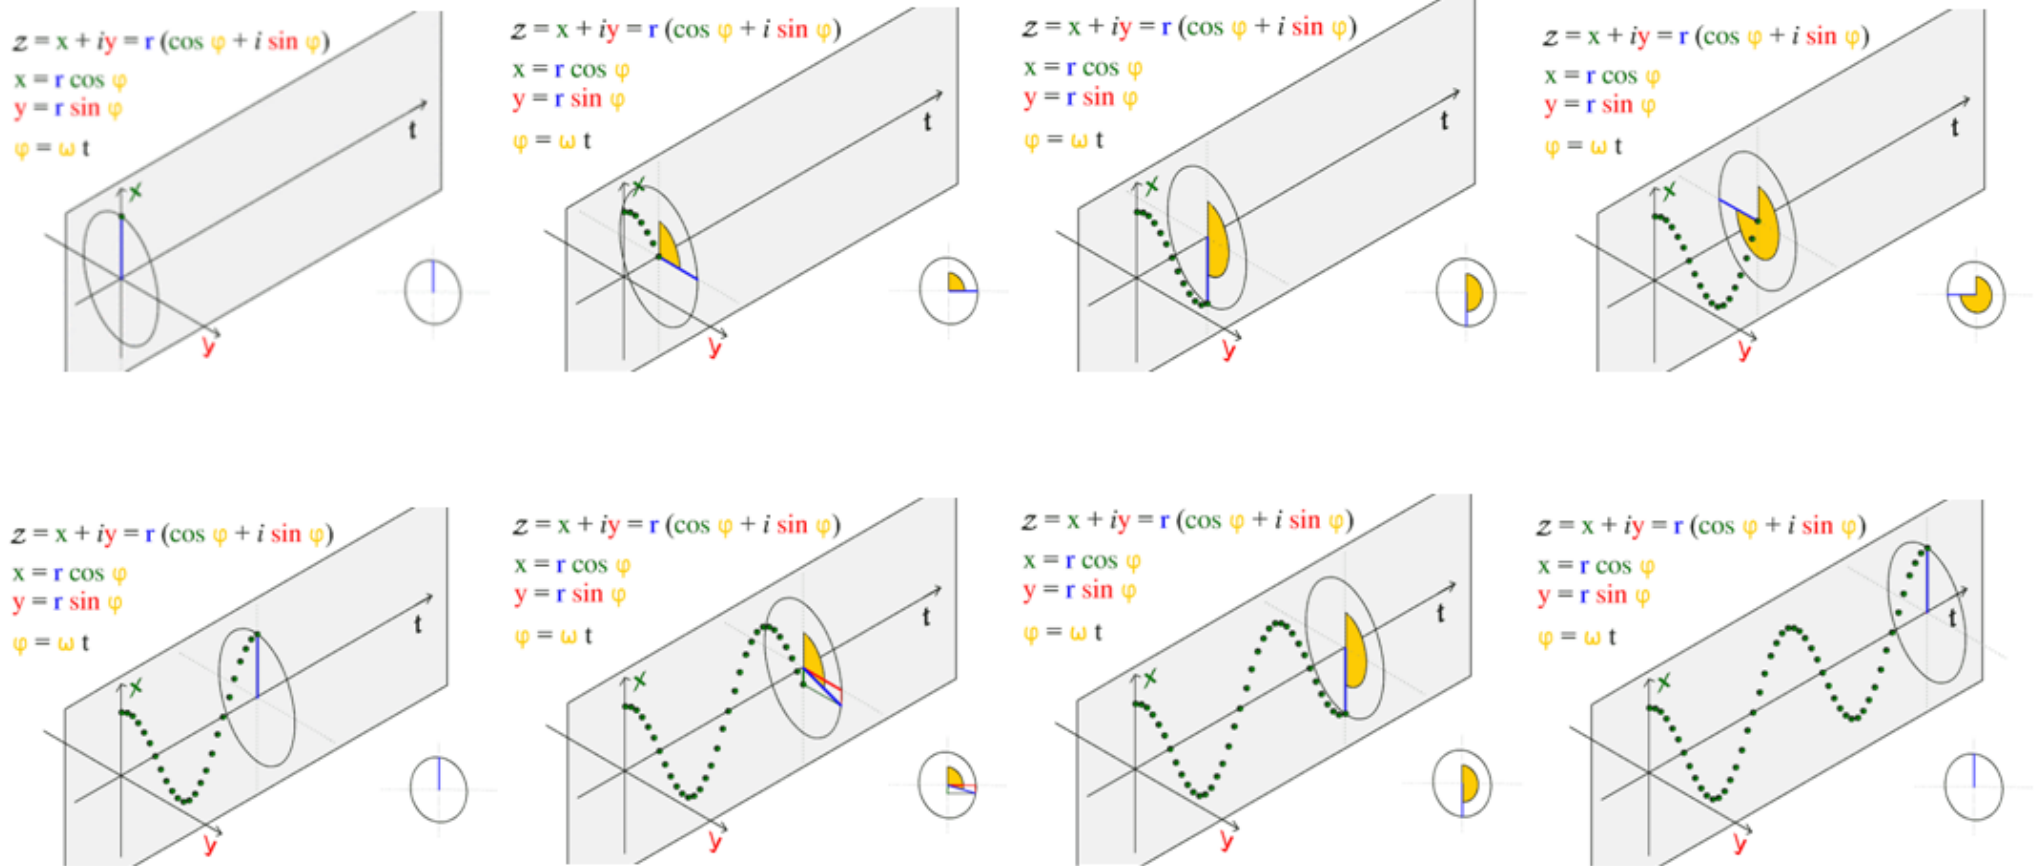 z = x + iy = r (cos φ + i sin φ)
x = r cos φ
y = r sin φ
φ = ω t
t
x
y
z = x + iy = r (cos φ + i sin φ)
x = r cos φ
y = r sin φ
φ = ω t
t
x
y
z = x + iy = r (cos φ + i sin φ)
x = r cos φ
y = r sin φ
φ = ω t
t
x
y
z = x + iy = r (cos φ + i sin φ)
x = r cos φ
y = r sin φ
φ = ω t
t
x
y
z = x + iy = r (cos φ + i sin φ)
x = r cos φ
y = r sin φ
φ = ω t
t
x
y
z = x + iy = r (cos φ + i sin φ)
x = r cos φ
y = r sin φ
φ = ω t
t
x
y
z = x + iy = r (cos φ + i sin φ)
x = r cos φ
y = r sin φ
φ = ω t
t
x
y
z = x + iy = r (cos φ + i sin φ)
x = r cos φ
y = r sin φ
φ = ω t
t
x
y